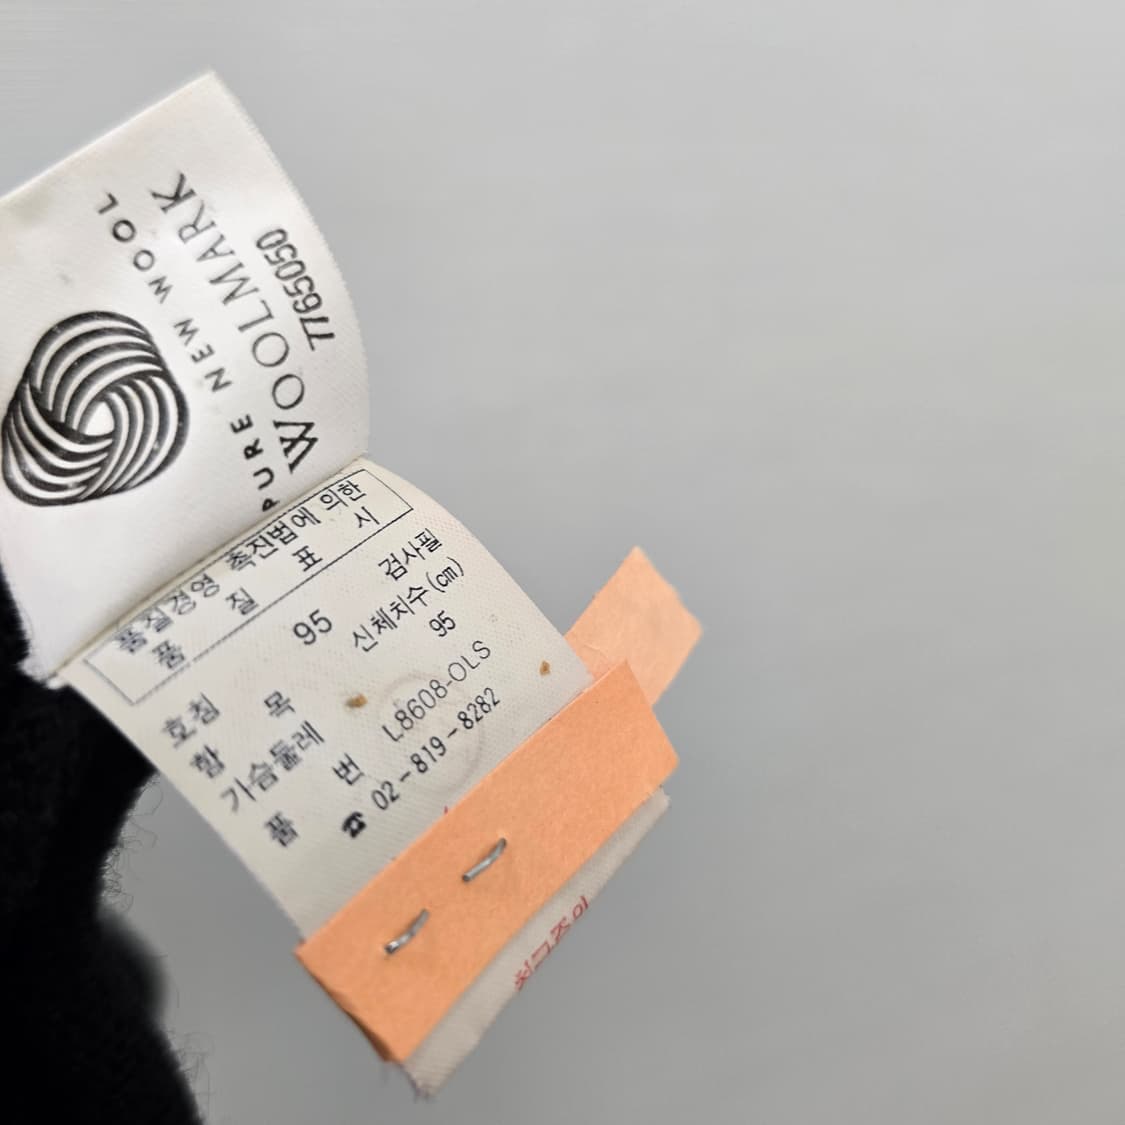 PURE NEW WOOL
WOOLMARK
7765050
품질경영 촉진법에 의한
품 질 표 시
호칭 95 검사필
항 목 신체치수(cm)
가슴둘레 95
품 번 L8608-OLS
☎ 02-819-8282